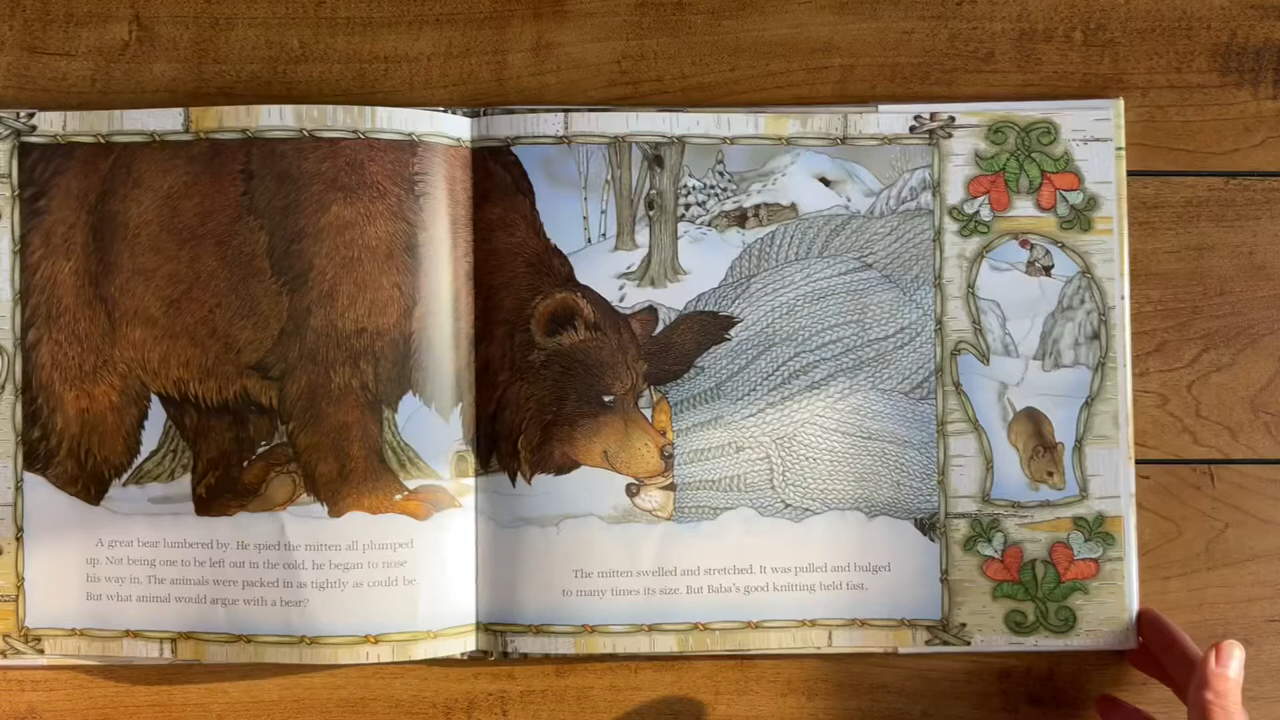 A great bear lumbered by. He spied the mitten all plumped
up. Not being one to be left out in the cold, he began to nose
his way in. The animals were packed in as tightly as could be.
But what animal would argue with a bear?
The mitten swelled and stretched. It was pulled and bulged
to many times its size. But Baba's good knitting held fast.